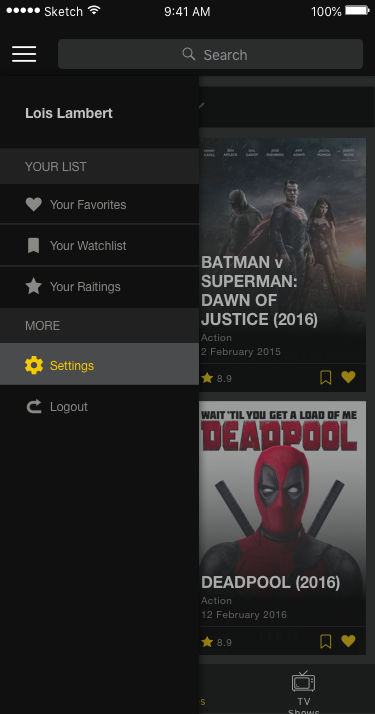 Sketch 9:41 AM 100%
Search
Lois Lambert
YOUR LIST
Your Favorites
Your Watchlist
Your Raitings
MORE
Settings
Logout
BATMAN v
SUPERMAN:
DAWN OF
JUSTICE (2016)
Action
2 February 2015
8.9
WAIT 'TIL YOU GET A LOAD OF ME
DEADPOOL
DEADPOOL (2016)
Action
12 February 2016
8.9
TV
Shows